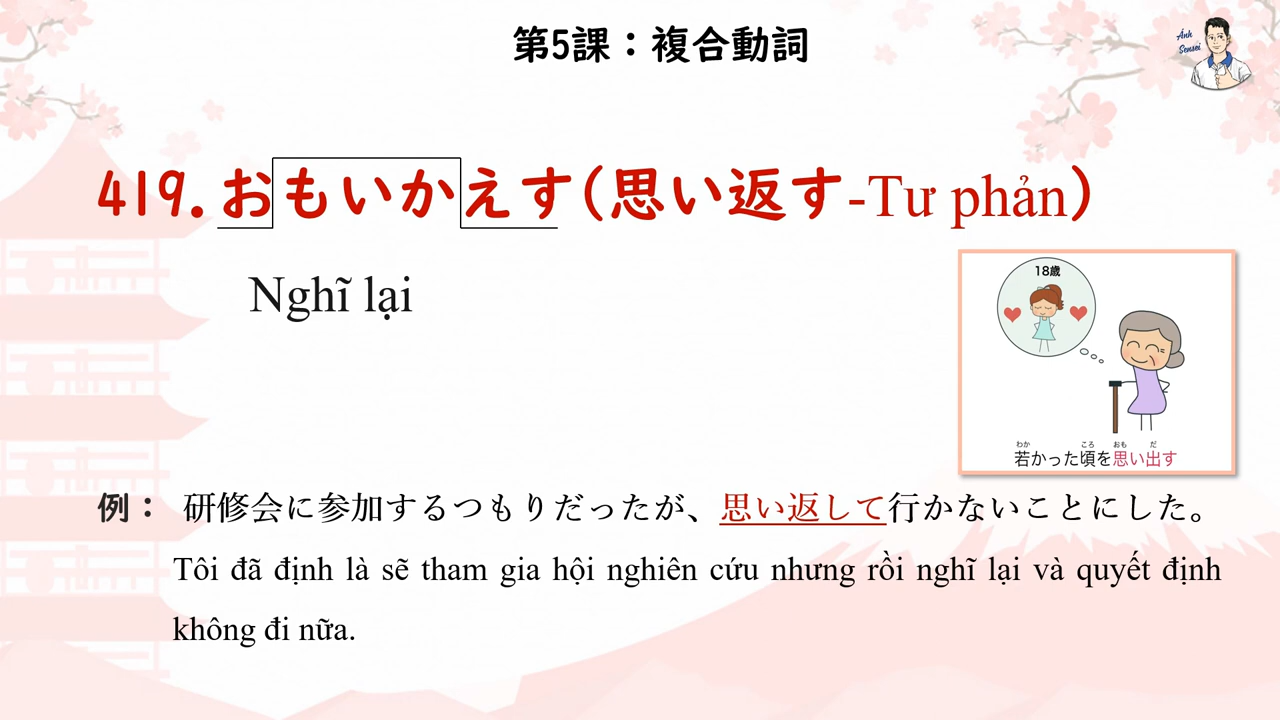 第5課：複合動詞
Anh
Sensei
419.おもいかえす(思い返す-Tư phản)
Nghĩ lại
18歳
わか ころ おも だ
若かった頃を思い出す
例： 研修会に参加するつもりだったが、思い返して行かないことにした。
Tôi đã định là sẽ tham gia hội nghiên cứu nhưng rồi nghĩ lại và quyết định
không đi nữa.